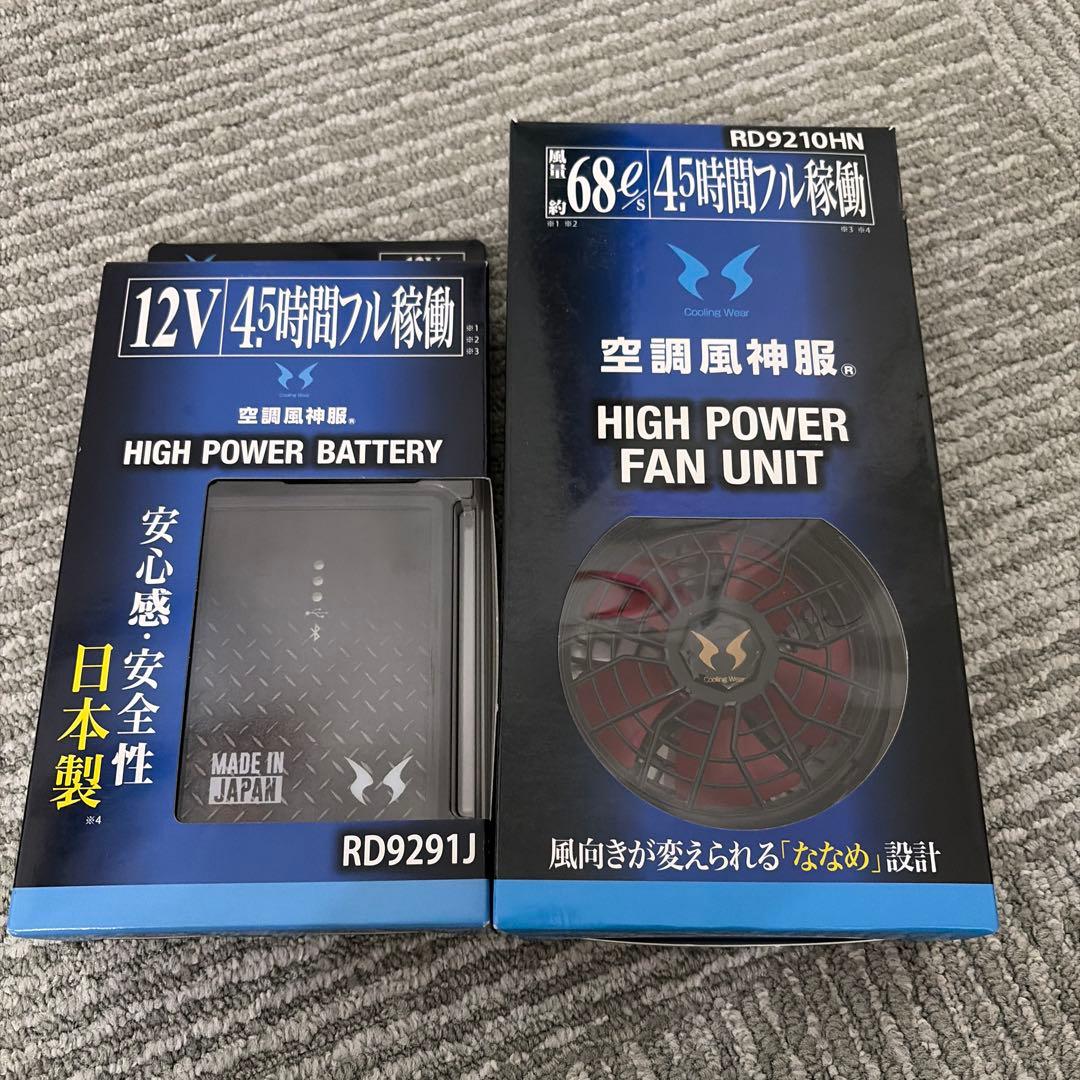 12V 4.5時間フル稼働 ※1 ※2 ※3
Cooling Wear
空調風神服®
HIGH POWER BATTERY
安心感・安全性
日本製 ※4
MADE IN
JAPAN
RD9291J
12V
RD9210HN
風量 約 68ℓ/s 4.5時間フル稼働
※1 ※2 ※3 ※4
Cooling Wear
空調風神服®
HIGH POWER
FAN UNIT
Cooling Wear
風向きが変えられる「ななめ」設計